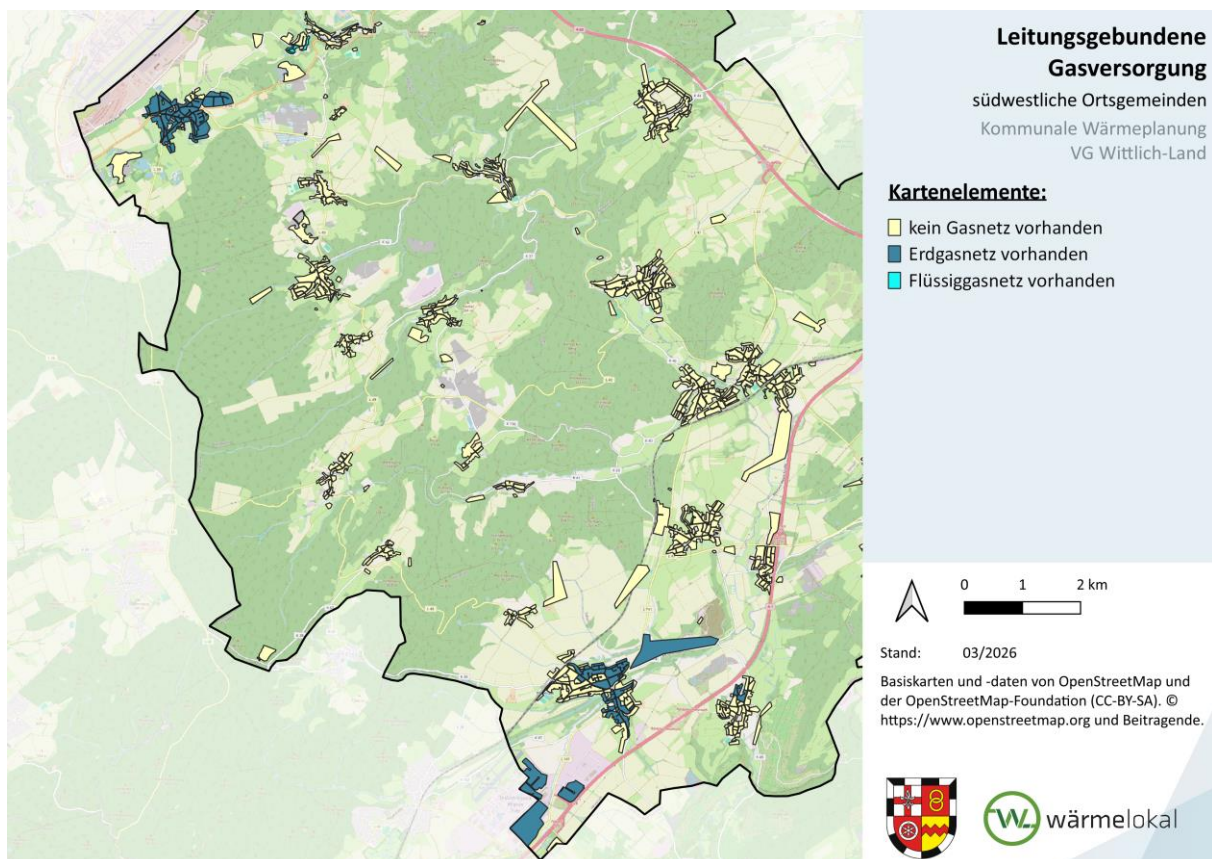 Leitungsgebundene
Gasversorgung
südwestliche Ortsgemeinden
Kommunale Wärmeplanung
VG Wittlich-Land
Kartenelemente:
kein Gasnetz vorhanden
Erdgasnetz vorhanden
Flüssiggasnetz vorhanden
0 1 2 km
Stand: 03/2026
Basiskarten und -daten von OpenStreetMap und
der OpenStreetMap-Foundation (CC-BY-SA). ©
https://www.openstreetmap.org und Beitragende.
wärmelokal